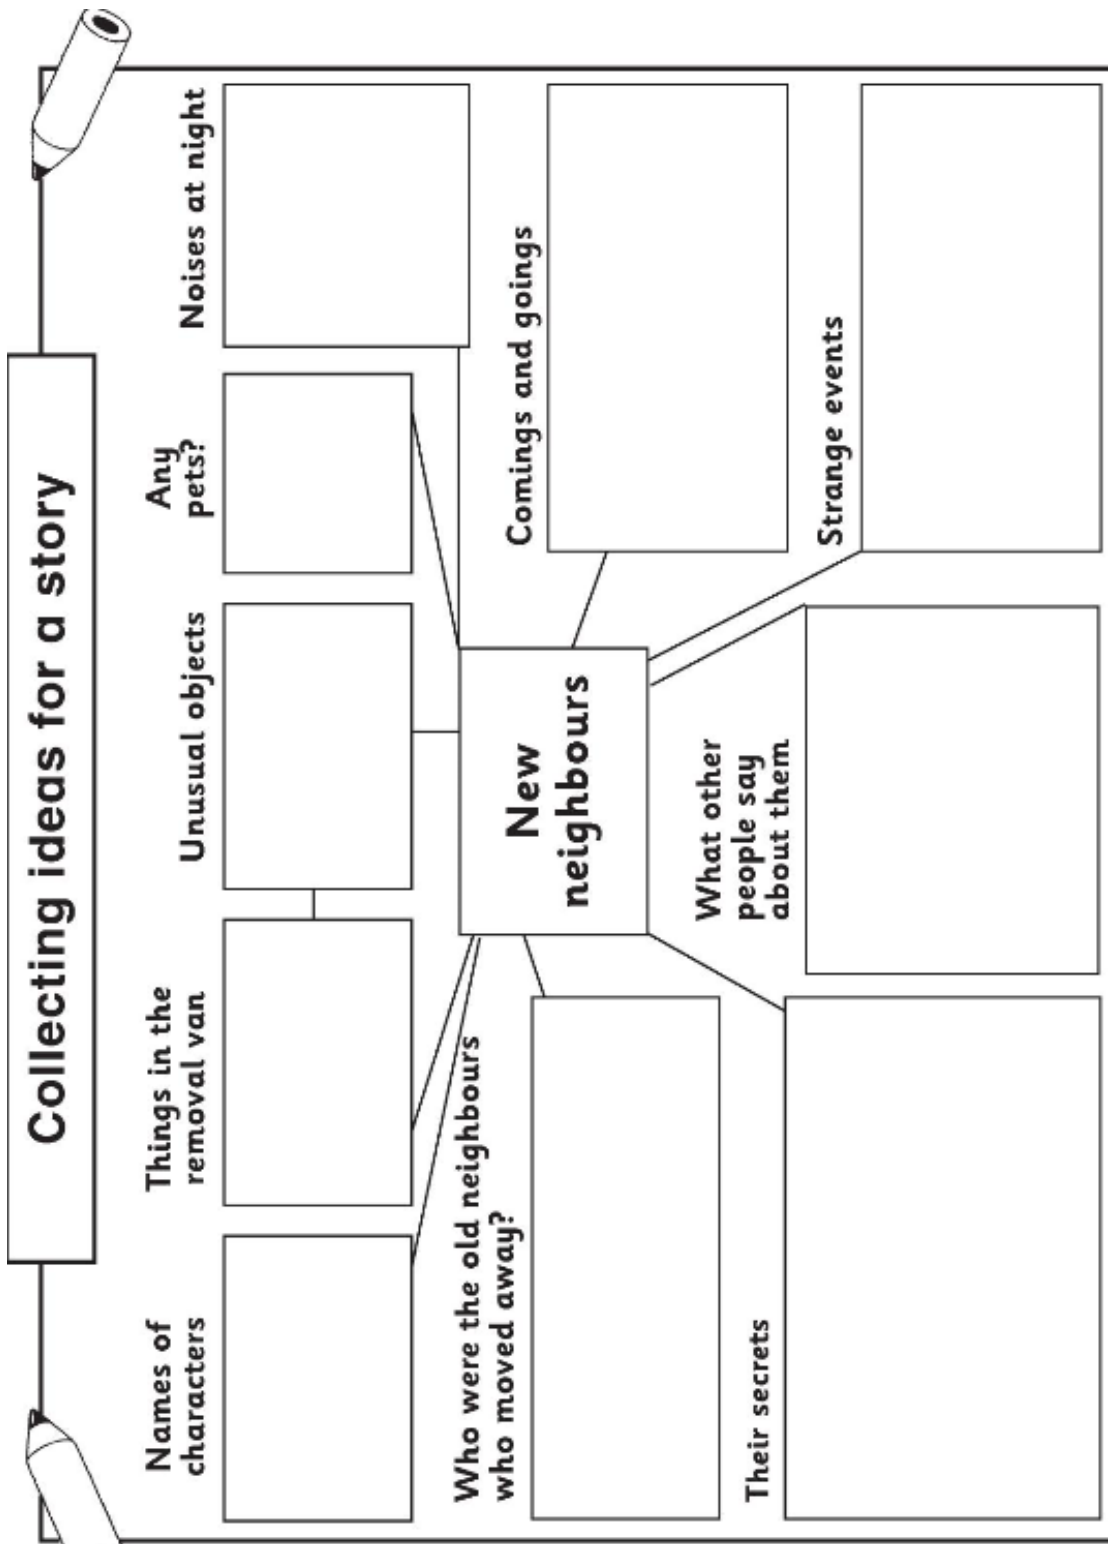 Collecting ideas for a story
Names of
characters
Things in the
removal van
Unusual objects
Any
pets?
Noises at night
Who were the old neighbours
who moved away?
New
neighbours
Comings and goings
Their secrets
What other
people say
about them
Strange events